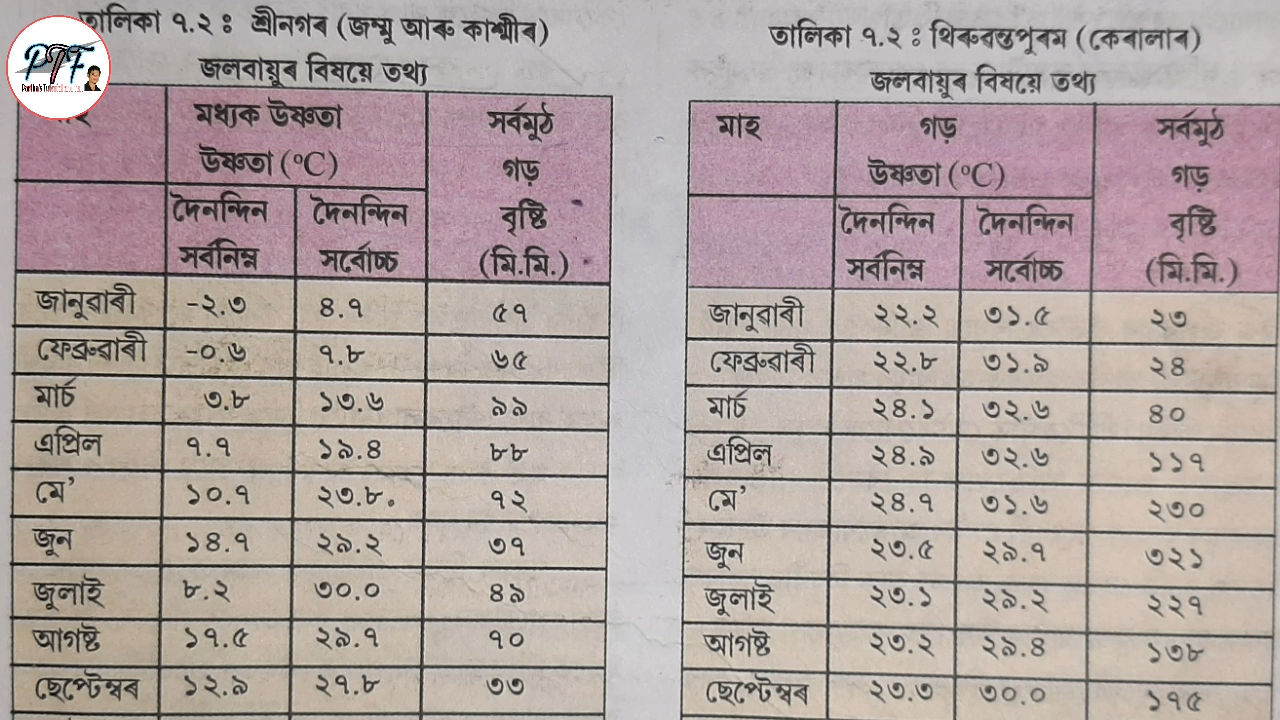 PTF
তালিকা ৭.২ : শ্ৰীনগৰ (জম্মু আৰু কাশ্মীৰ)
জলবায়ুৰ বিষয়ে তথ্য
মধ্যক উষ্ণতা সৰ্বমুঠ
উষ্ণতা (°C) গড়
দৈনন্দিন দৈনন্দিন বৃষ্টি
সৰ্বনিম্ন সৰ্বোচ্চ (মি.মি.)
জানুৱাৰী -২.৩ ৪.৭ ৫৭
ফেব্ৰুৱাৰী -০.৬ ৭.৮ ৬৫
মাৰ্চ ৩.৮ ১৩.৬ ৯৯
এপ্ৰিল ৭.৭ ১৯.৪ ৮৮
মে’ ১০.৭ ২৩.৮ ৭২
জুন ১৪.৭ ২৯.২ ৩৭
জুলাই ৮.২ ৩০.০ ৪৯
আগষ্ট ১৭.৫ ২৯.৭ ৭০
ছেপ্টেম্বৰ ১২.৯ ২৭.৮ ৩৩
তালিকা ৭.২ : থিৰুৱন্তপুৰম (কেৰালাৰ)
জলবায়ুৰ বিষয়ে তথ্য
মাহ গড় সৰ্বমুঠ
উষ্ণতা (°C) গড়
দৈনন্দিন দৈনন্দিন বৃষ্টি
সৰ্বনিম্ন সৰ্বোচ্চ (মি.মি.)
জানুৱাৰী ২২.২ ৩১.৫ ২৩
ফেব্ৰুৱাৰী ২২.৮ ৩১.৯ ২৪
মাৰ্চ ২৪.১ ৩২.৬ ৪০
এপ্ৰিল ২৪.৯ ৩২.৬ ১১৭
মে’ ২৪.৭ ৩১.৬ ২৩০
জুন ২৩.৫ ২৯.৭ ৩২১
জুলাই ২৩.১ ২৯.২ ২২৭
আগষ্ট ২৩.২ ২৯.৪ ১৩৮
ছেপ্টেম্বৰ ২৩.৩ ৩০.০ ১৭৫